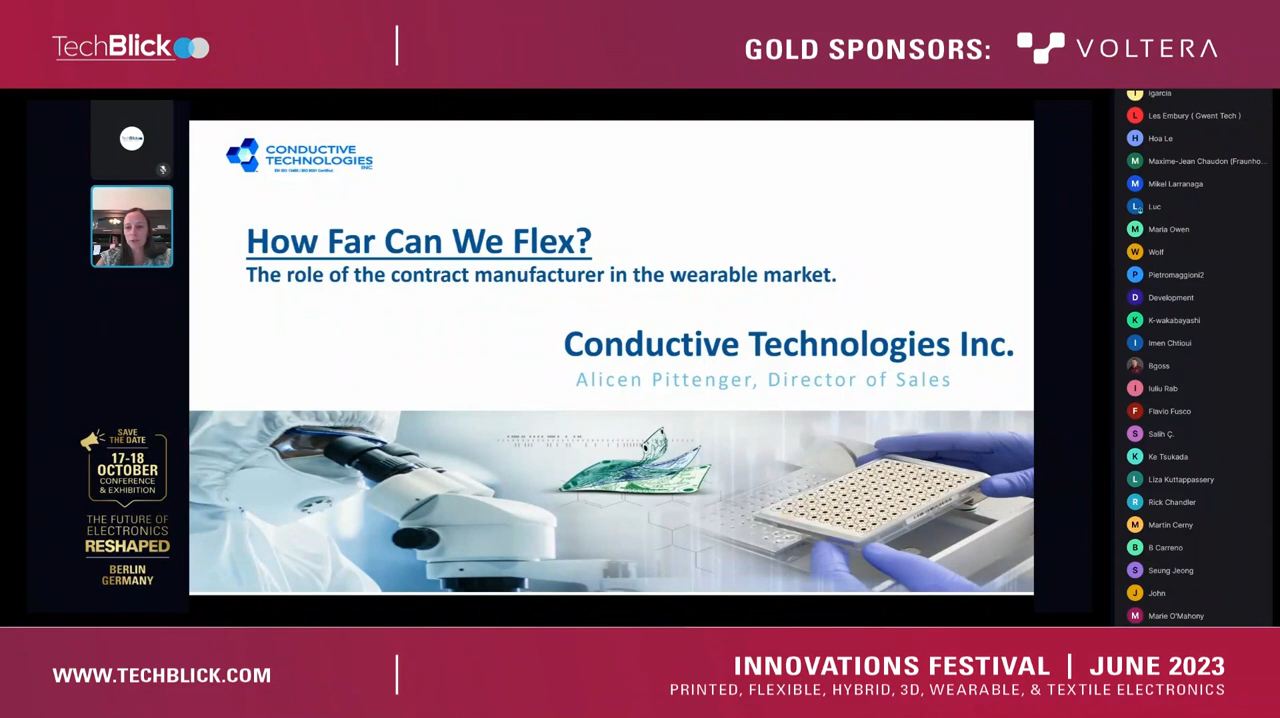 TechBlick
GOLD SPONSORS:
VOLTERA
CONDUCTIVE
TECHNOLOGIES
INC
How Far Can We Flex?
The role of the contract manufacturer in the wearable market.
Conductive Technologies Inc.
Alicen Pittenger, Director of Sales
SAVE
THE DATE
17-18
OCTOBER
CONFERENCE
& EXHIBITION
THE FUTURE OF
ELECTRONICS
RESHAPED
BERLIN
GERMANY
I Igarcia
L Les Embury ( Gwent Tech )
H Hoa Le
M Maxime-Jean Chaudon (Fraunho...
M Mikel Larranaga
L Luc
M Maria Owen
W Wolf
P Pietromaggioni2
D Development
K K-wakabayashi
I Imen Chtioui
Bgoss
I Iuliu Rab
F Flavio Fusco
S Salih Ç.
K Ke Tsukada
L Liza Kuttappassery
R Rick Chandler
M Martin Cerny
B B Carreno
S Seung Jeong
J John
M Marie O'Mahony
WWW.TECHBLICK.COM
INNOVATIONS FESTIVAL | JUNE 2023
PRINTED, FLEXIBLE, HYBRID, 3D, WEARABLE, & TEXTILE ELECTRONICS